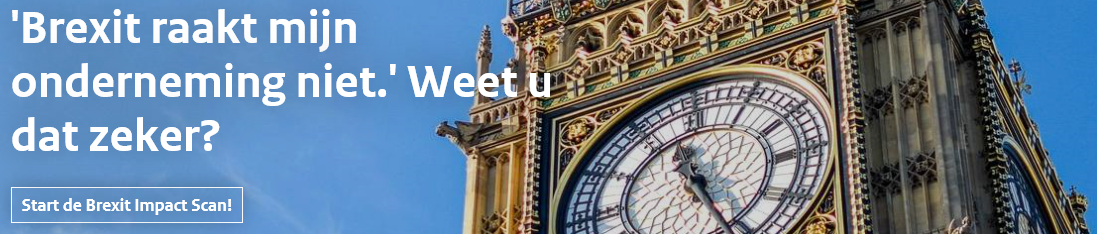 'Brexit raakt mijn
onderneming niet.' Weet u
dat zeker?
Start de Brexit Impact Scan!